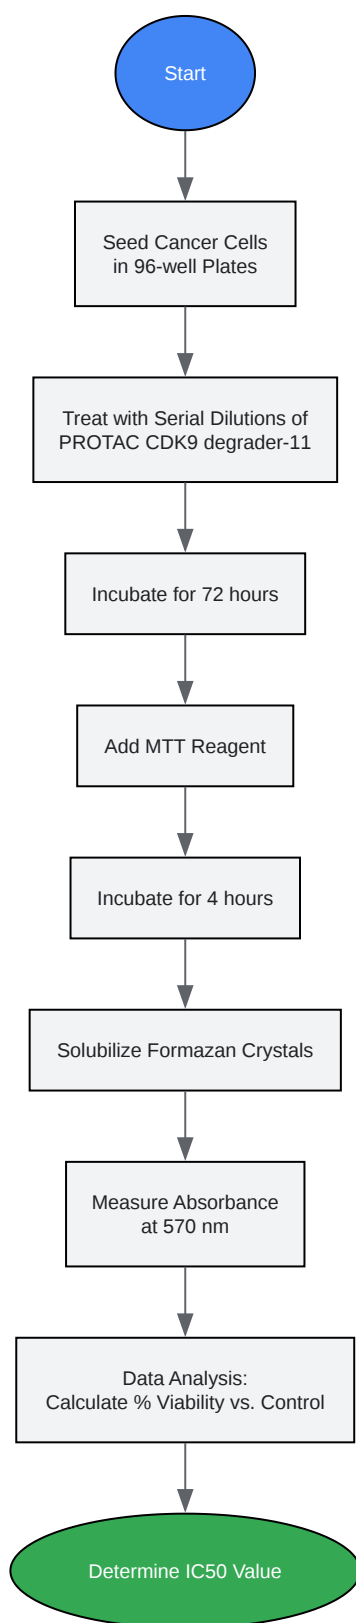 Start
Seed Cancer Cells
in 96-well Plates
Treat with Serial Dilutions of
PROTAC CDK9 degrader-11
Incubate for 72 hours
Add MTT Reagent
Incubate for 4 hours
Solubilize Formazan Crystals
Measure Absorbance
at 570 nm
Data Analysis:
Calculate % Viability vs. Control
Determine IC50 Value